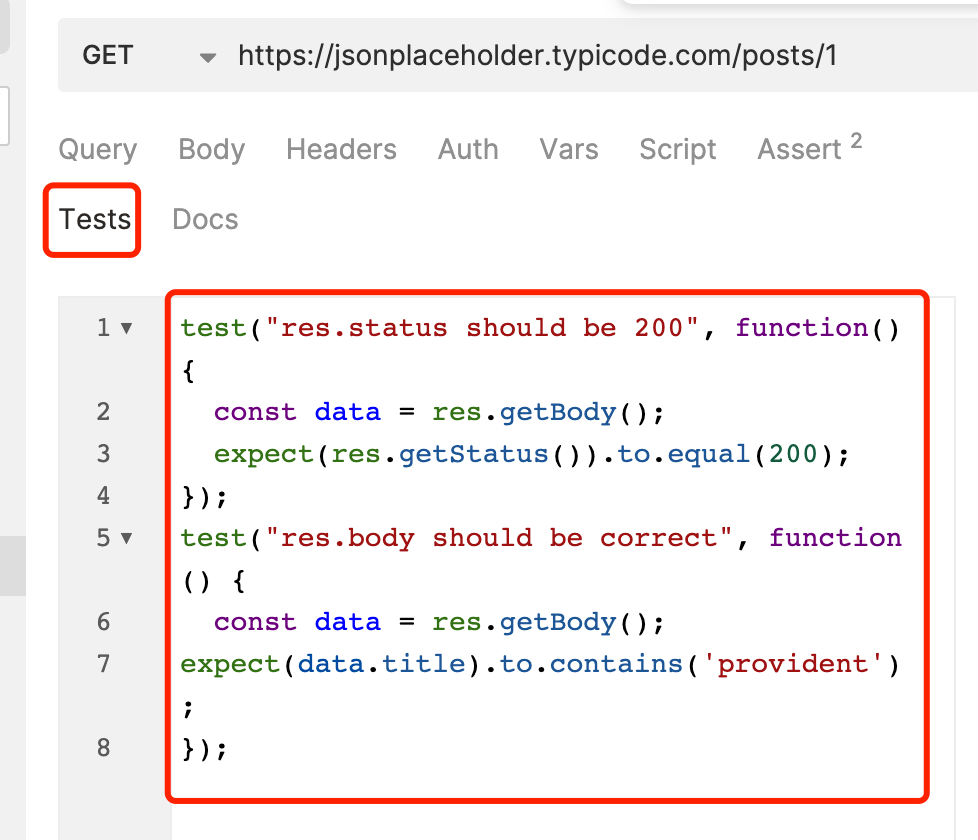 GET https://jsonplaceholder.typicode.com/posts/1
Query Body Headers Auth Vars Script Assert 2
Tests Docs
1 test("res.status should be 200", function()
{
2 const data = res.getBody();
3 expect(res.getStatus()).to.equal(200);
4 });
5 test("res.body should be correct", function
() {
6 const data = res.getBody();
7 expect(data.title).to.contains('provident')
;
8 });